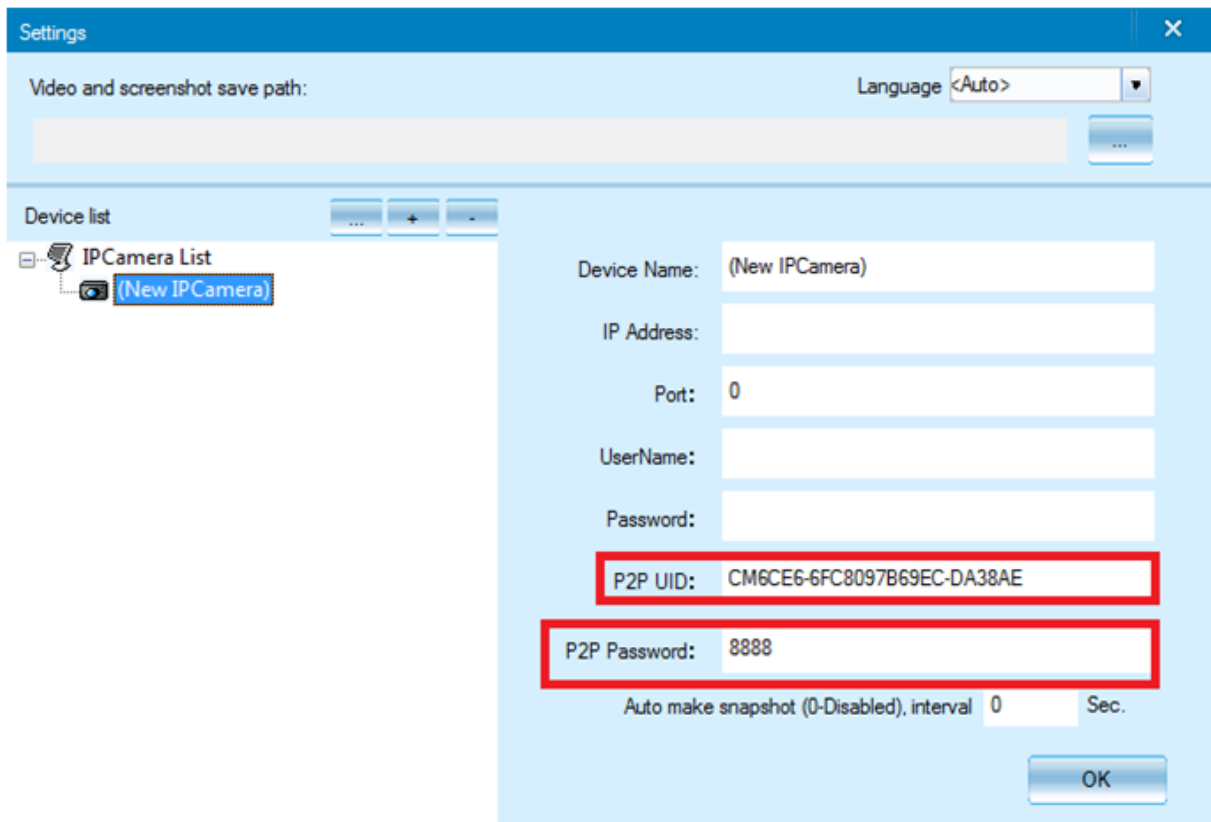 Settings
Video and screenshot save path:
Language <Auto>
...
Device list ... + -
IPCamera List
(New IPCamera)
Device Name: (New IPCamera)
IP Address:
Port: 0
UserName:
Password:
P2P UID: CM6CE6-6FC8097B69EC-DA38AE
P2P Password: 8888
Auto make snapshot (0-Disabled), interval 0 Sec.
OK